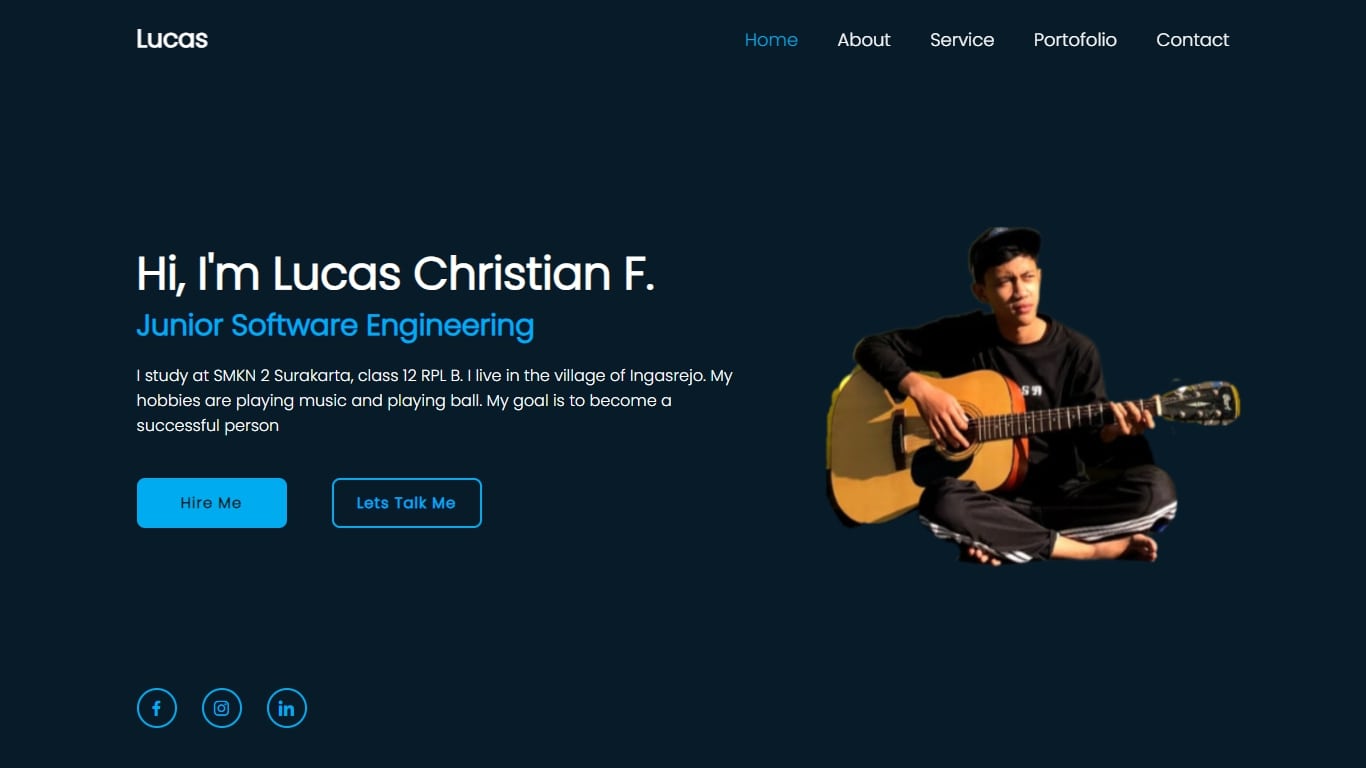 Lucas
Home About Service Portofolio Contact
Hi, I'm Lucas Christian F.
Junior Software Engineering
I study at SMKN 2 Surakarta, class 12 RPL B. I live in the village of Ingasrejo. My
hobbies are playing music and playing ball. My goal is to become a
successful person
Hire Me
Lets Talk Me